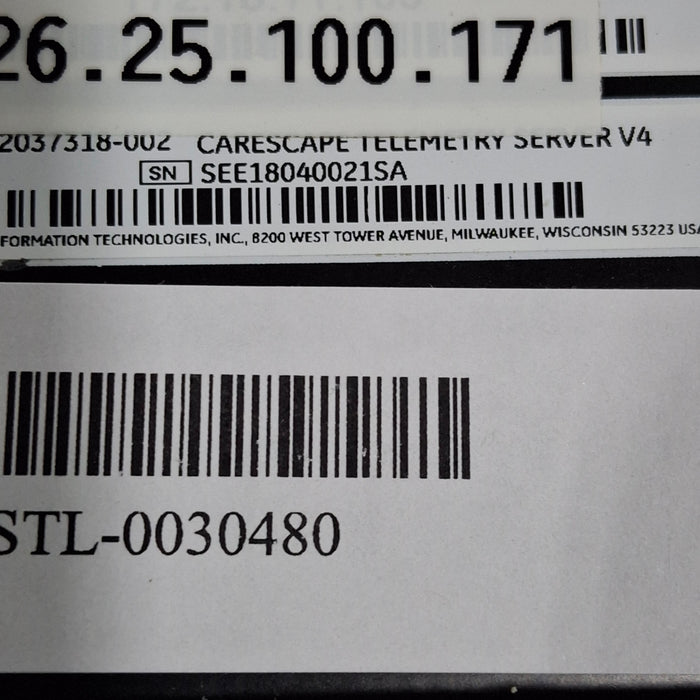 26.25.100.171
2037318-002 CARESCAPE TELEMETRY SERVER V4
SN SEE18040021SA
FORMATION TECHNOLOGIES, INC., 8200 WEST TOWER AVENUE, MILWAUKEE, WISCONSIN 53223 USA
STL-0030480